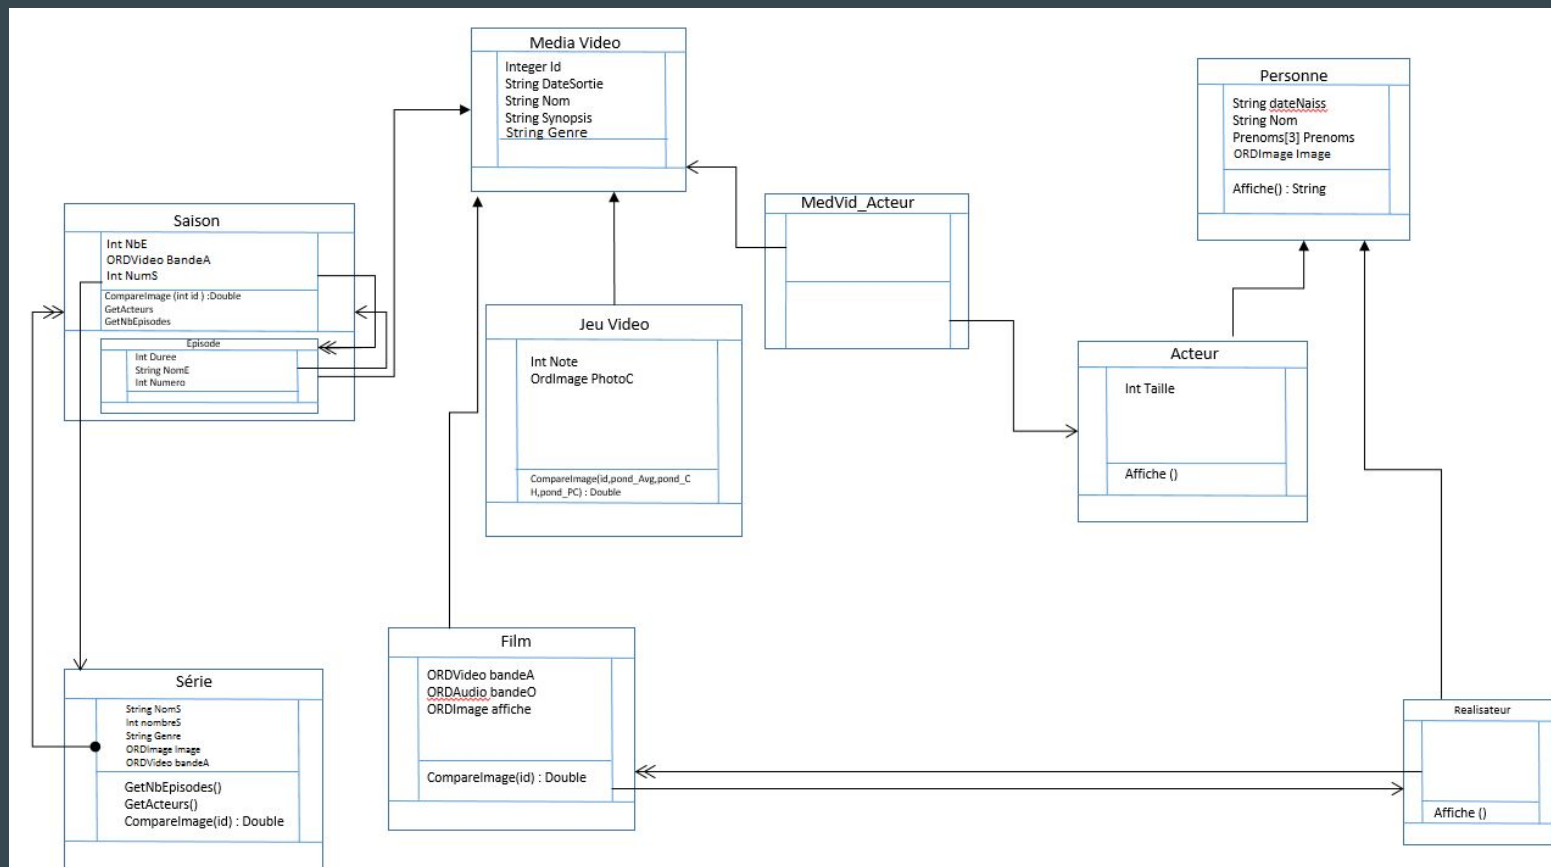 Media Video
Integer Id
String DateSortie
String Nom
String Synopsis
String Genre
Personne
String dateNaiss
String Nom
Prenoms[3] Prenoms
ORDImage Image
Affiche() : String
MedVid_Acteur
Saison
Int NbE
ORDVideo BandeA
Int NumS
CompareImage (int id ) :Double
GetActeurs
GetNbEpisodes
Episode
Int Duree
String NomE
Int Numero
Jeu Video
Int Note
OrdImage PhotoC
CompareImage(id,pond_Avg,pond_C
H,pond_PC) : Double
Acteur
Int Taille
Affiche ()
Film
ORDVideo bandeA
ORDAudio bandeO
ORDImage affiche
CompareImage(id) : Double
Série
String NomS
Int nombreS
String Genre
ORDImage Image
ORDVideo bandeA
GetNbEpisodes()
GetActeurs()
CompareImage(id) : Double
Realisateur
Affiche ()